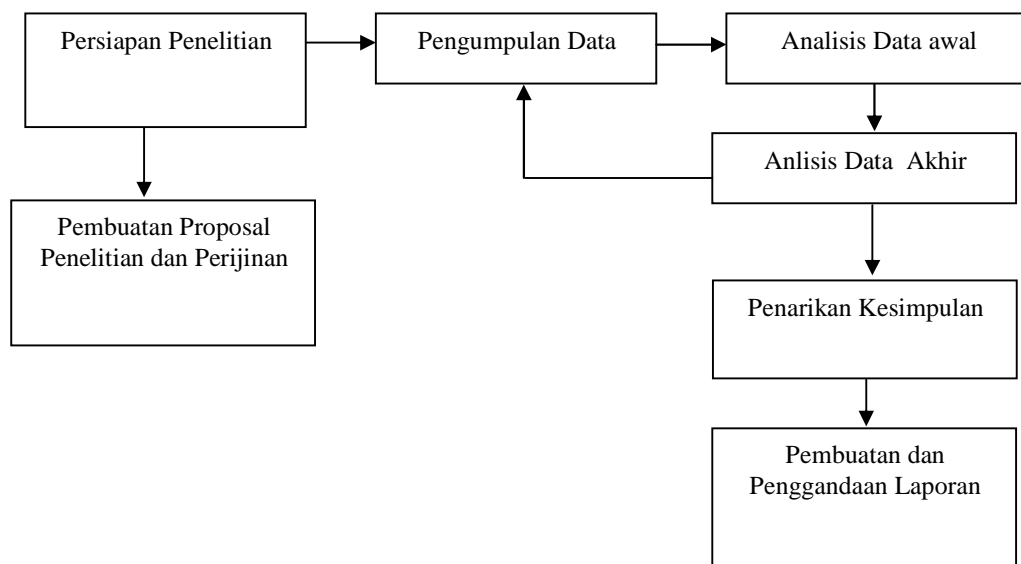 Persiapan Penelitian
Pengumpulan Data
Analisis Data awal
Anlisis Data  Akhir
Pembuatan Proposal
Penelitian dan Perijinan
Penarikan Kesimpulan
Pembuatan dan
Penggandaan Laporan